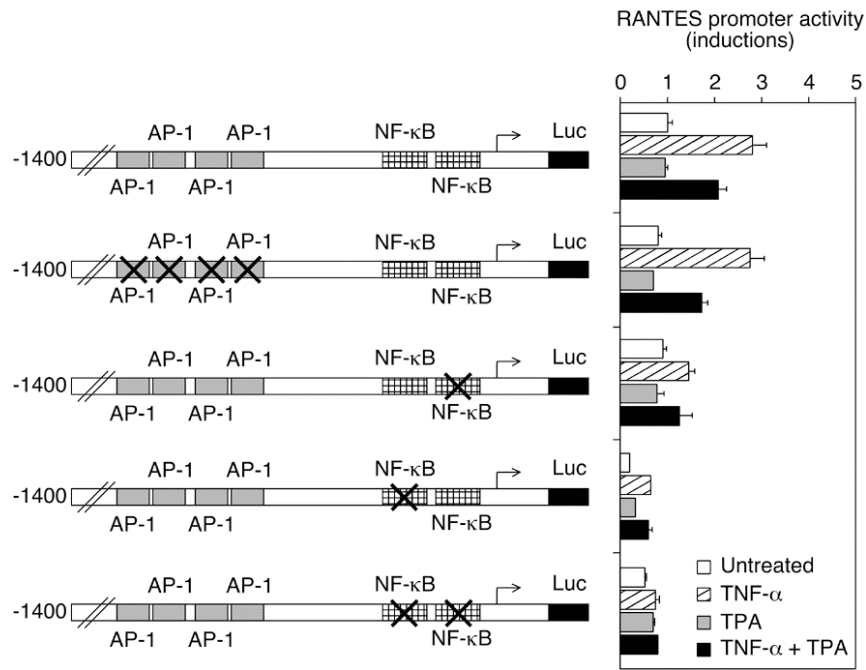 RANTES promoter activity
(inductions)
0 1 2 3 4 5
AP-1 AP-1 NF-κB Luc
-1400
AP-1 AP-1 NF-κB
AP-1 AP-1 NF-κB Luc
-1400
AP-1 AP-1 NF-κB
AP-1 AP-1 NF-κB Luc
-1400
AP-1 AP-1 NF-κB
AP-1 AP-1 NF-κB Luc
-1400
AP-1 AP-1 NF-κB
AP-1 AP-1 NF-κB Luc
-1400
AP-1 AP-1 NF-κB
Untreated
TNF-α
TPA
TNF-α + TPA